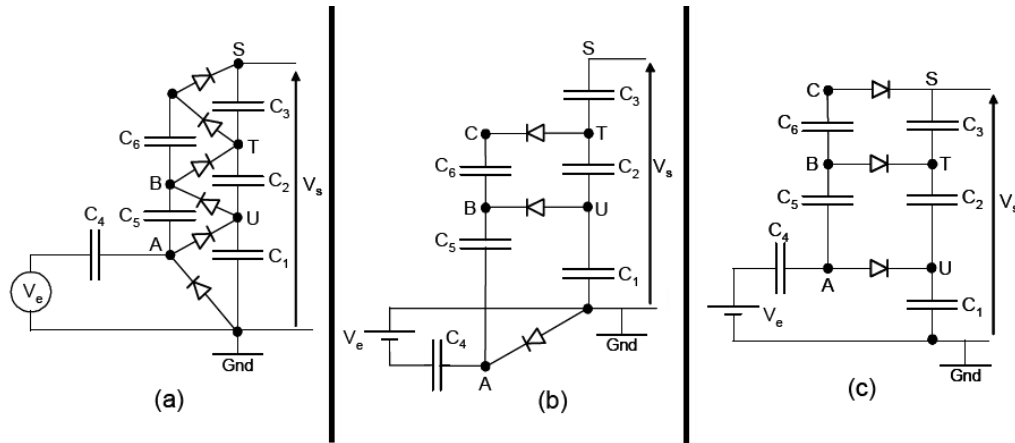 S
C₃
C₆
T
B
C₂
Vₛ
C₅
U
C₄
A
C₁
Vₑ
Gnd
(a)
S
C₃
C
T
C₆
C₂
Vₛ
B
U
C₅
C₁
Vₑ
C₄
Gnd
A
(b)
C
S
C₆
C₃
B
T
C₅
C₂
Vₛ
C₄
A
U
C₁
Vₑ
Gnd
(c)